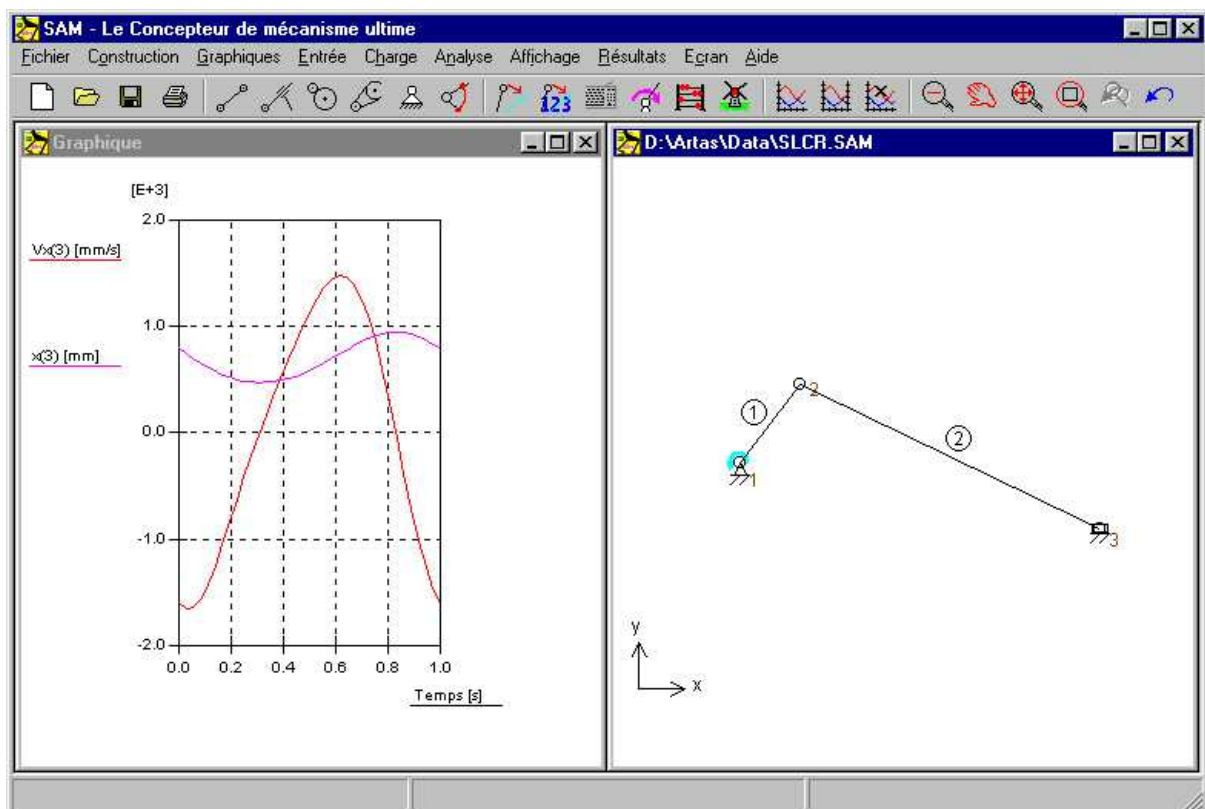 SAM - Le Concepteur de mécanisme ultime
Fichier Construction Graphiques Entrée Charge Analyse Affichage Résultats Ecran Aide
123
Graphique
D:\Artas\Data\SLCR.SAM
[E+3]
2.0
Vx(3) [mm/s]
1.0
x(3) [mm]
0.0
-1.0
-2.0
0.0 0.2 0.4 0.6 0.8 1.0
Temps [s]
2
1
2
1
3
y
x